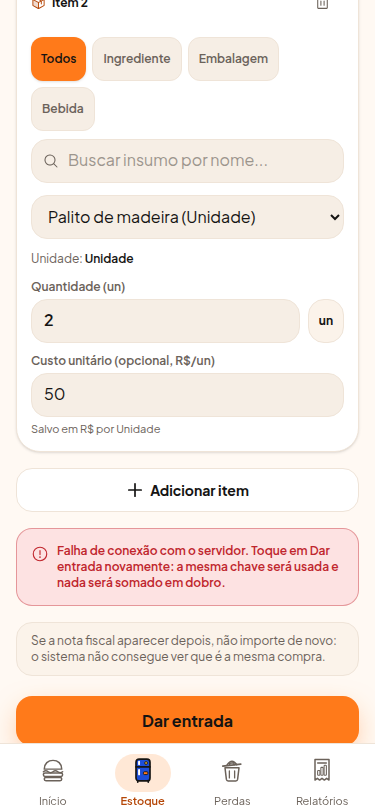 Item 2
Todos
Ingrediente
Embalagem
Bebida
Buscar insumo por nome...
Palito de madeira (Unidade)
Unidade: Unidade
Quantidade (un)
2
un
Custo unitário (opcional, R$/un)
50
Salvo em R$ por Unidade
Adicionar item
Falha de conexão com o servidor. Toque em Dar
entrada novamente: a mesma chave será usada e
nada será somado em dobro.
Se a nota fiscal aparecer depois, não importe de novo:
o sistema não consegue ver que é a mesma compra.
Dar entrada
Início
Estoque
Perdas
Relatórios